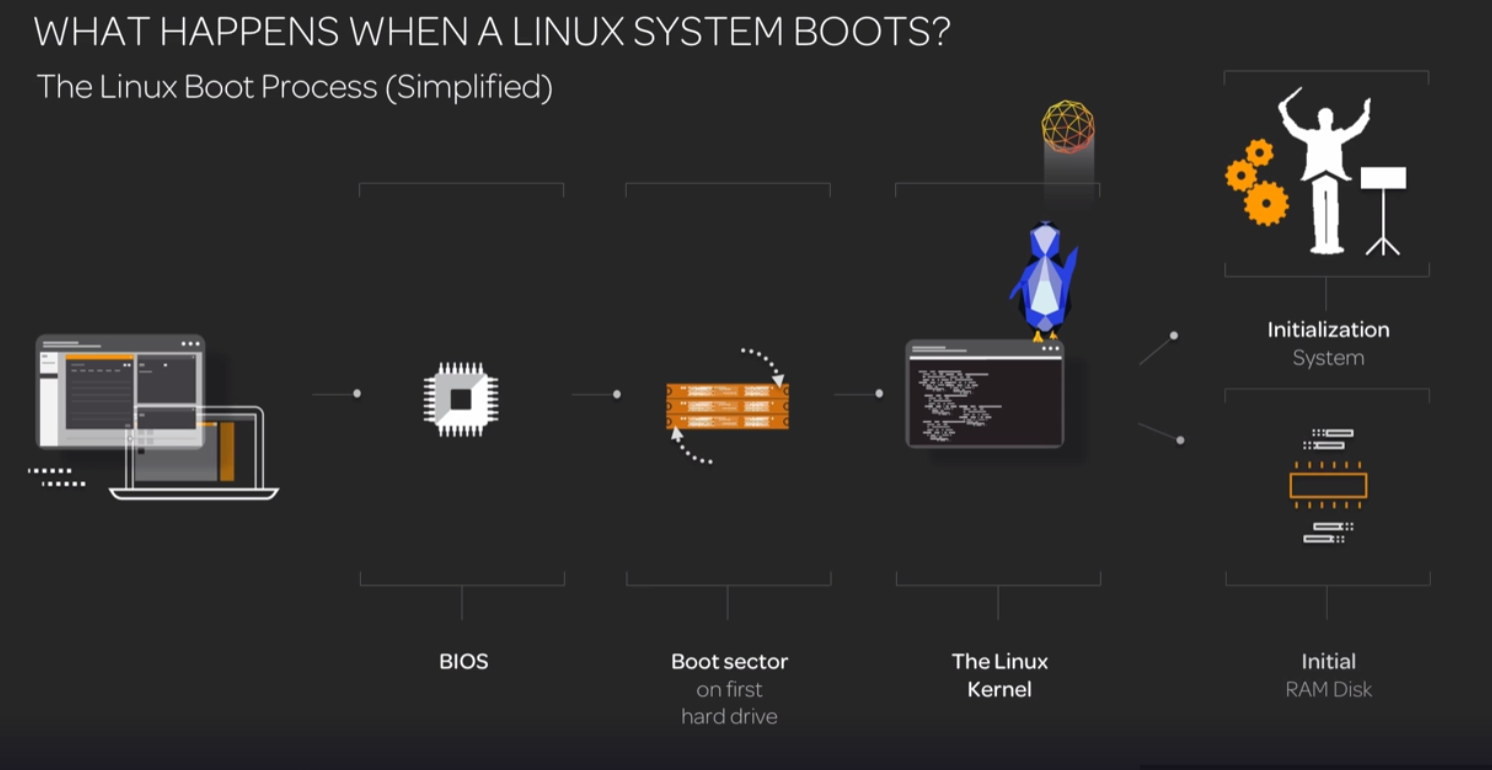 WHAT HAPPENS WHEN A LINUX SYSTEM BOOTS?
The Linux Boot Process (Simplified)
BIOS
Boot sector
on first
hard drive
The Linux
Kernel
Initialization
System
Initial
RAM Disk